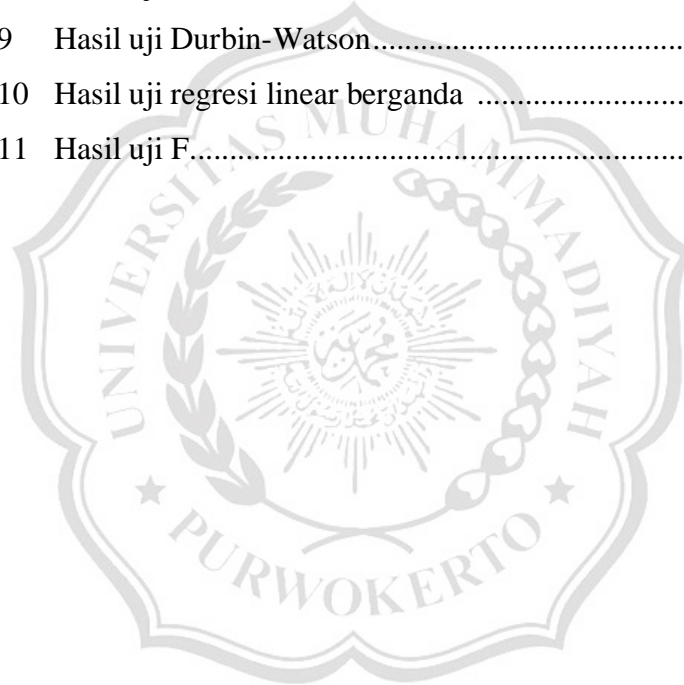 9 Hasil uji Durbin-Watson.......................................
10 Hasil uji regresi linear berganda ..........................
11 Hasil uji F..............................................................
UNIVERSITAS MUHAMMADIYAH
PURWOKERTO